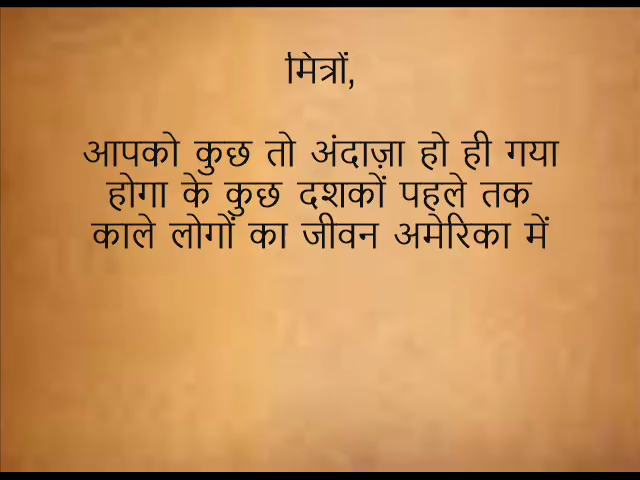 मित्रों,
आपको कुछ तो अंदाज़ा हो ही गया
होगा के कुछ दशकों पहले तक
काले लोगों का जीवन अमेरिका में